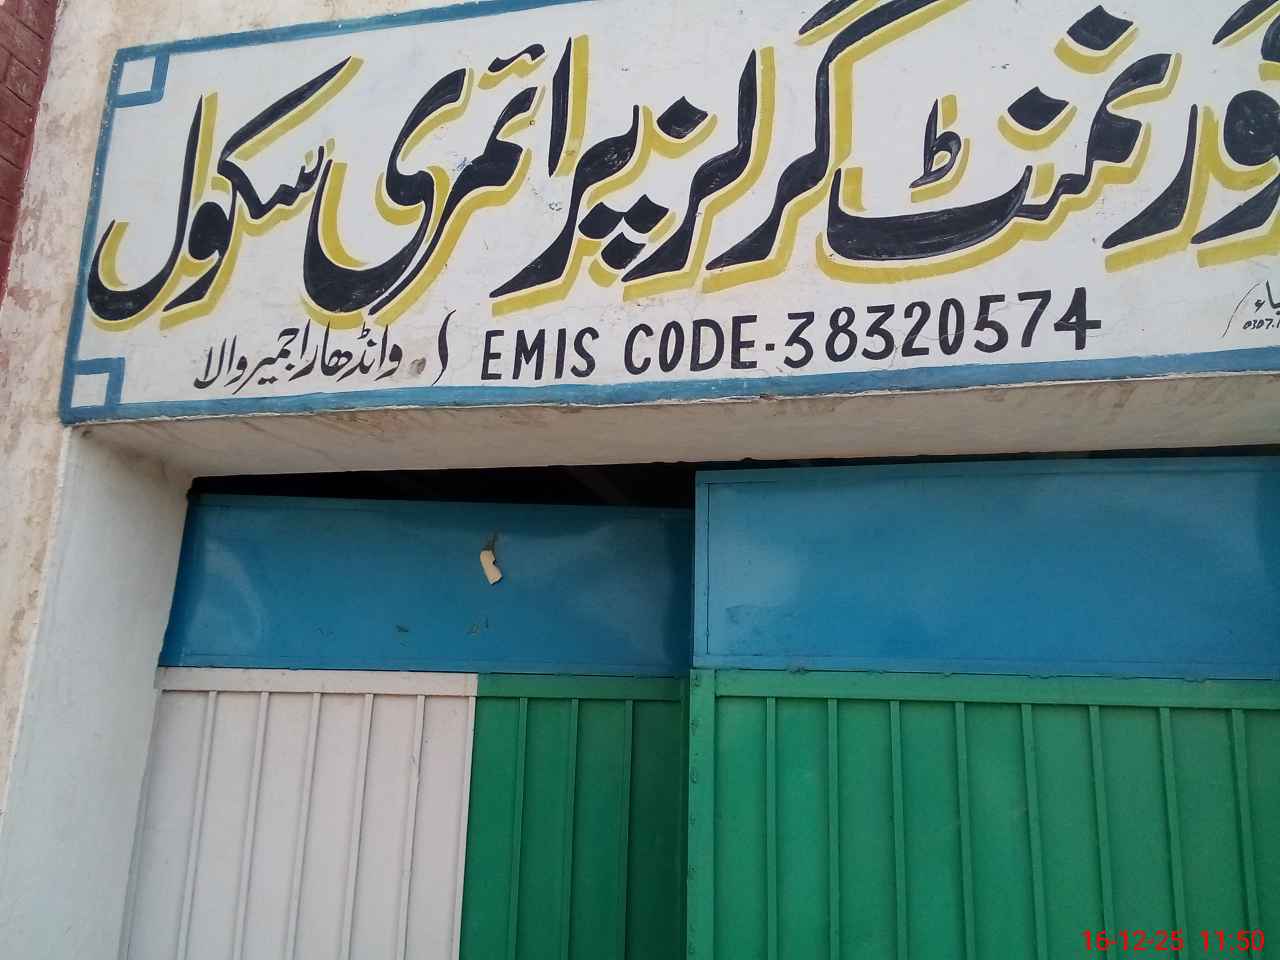 گورنمنٹ گرلز پرائمری سکول
EMIS CODE-38320574 ( وانڈھا راجمیر والا
16-12-25 11:50